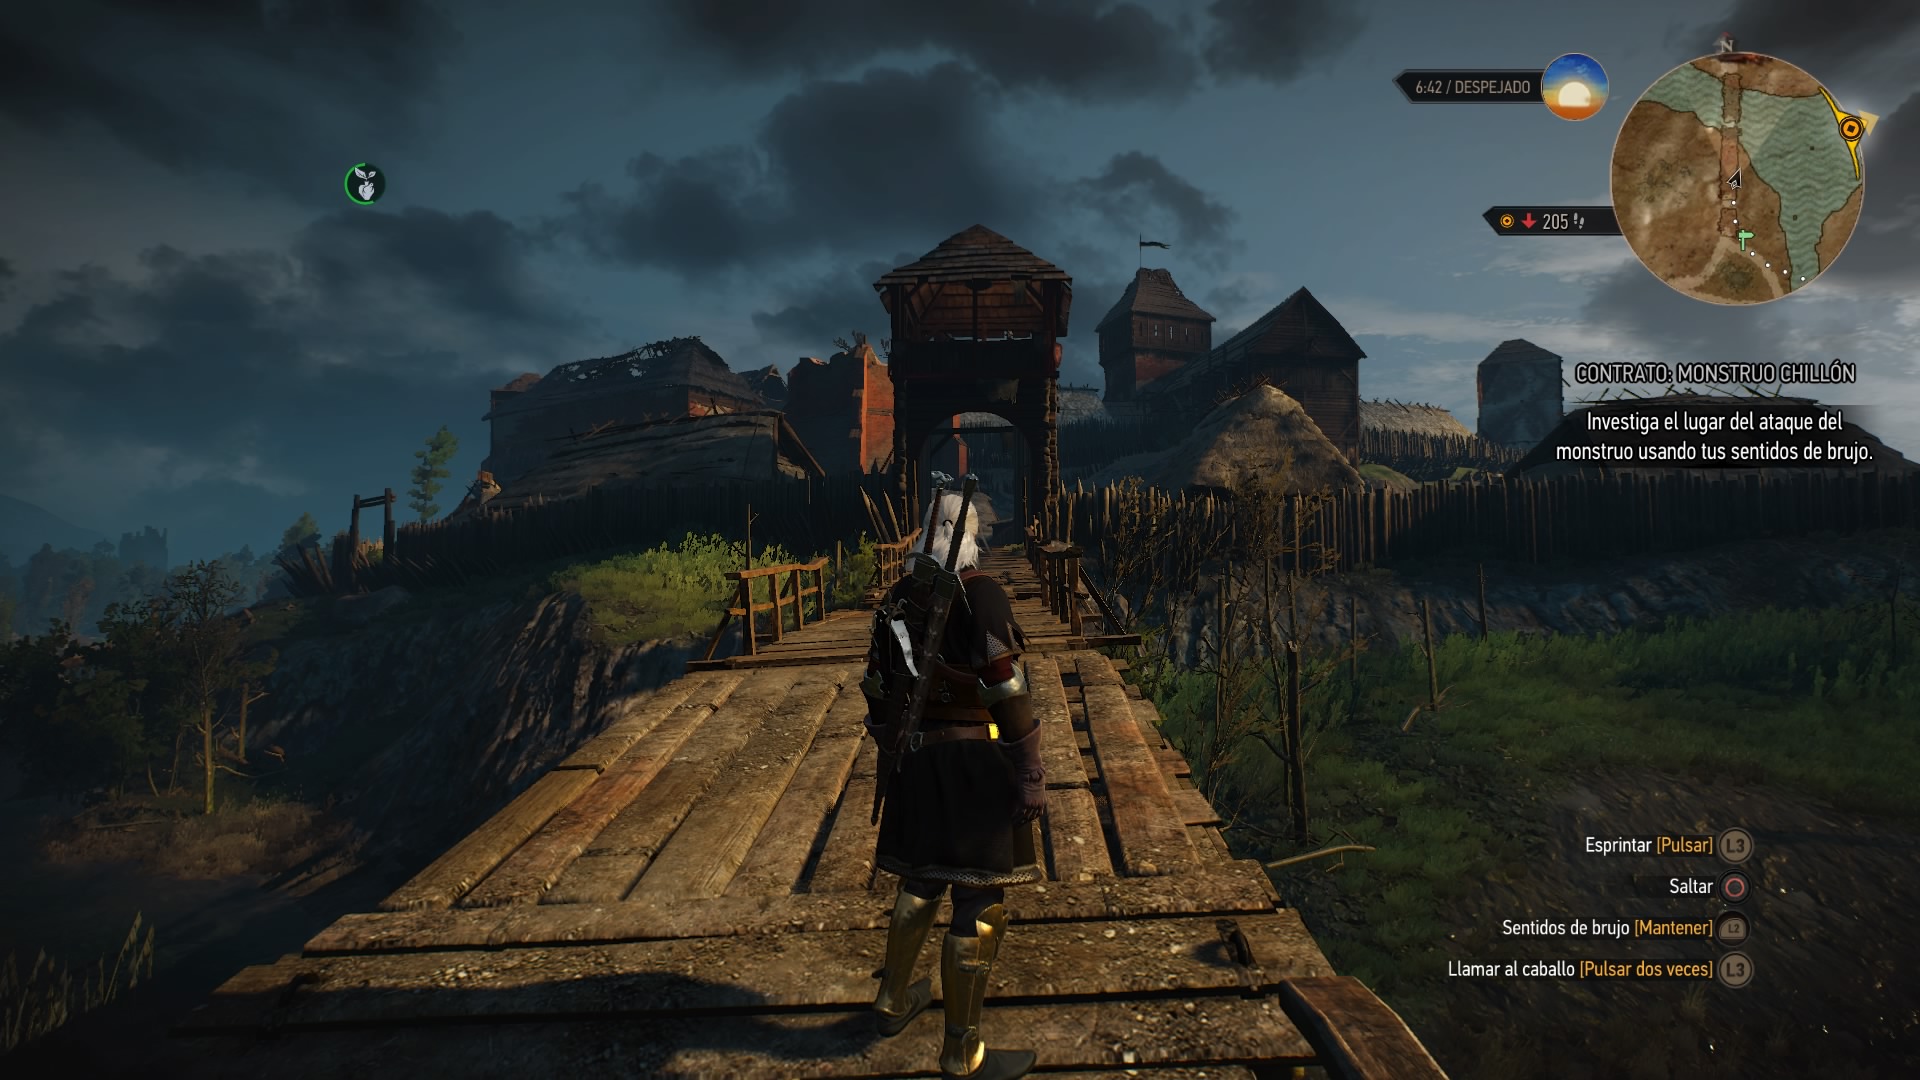 N
6:42 / DESPEJADO
205
CONTRATO: MONSTRUO CHILLÓN
Investiga el lugar del ataque del
monstruo usando tus sentidos de brujo.
Esprintar [Pulsar] L3
Saltar
Sentidos de brujo [Mantener] L2
Llamar al caballo [Pulsar dos veces] L3